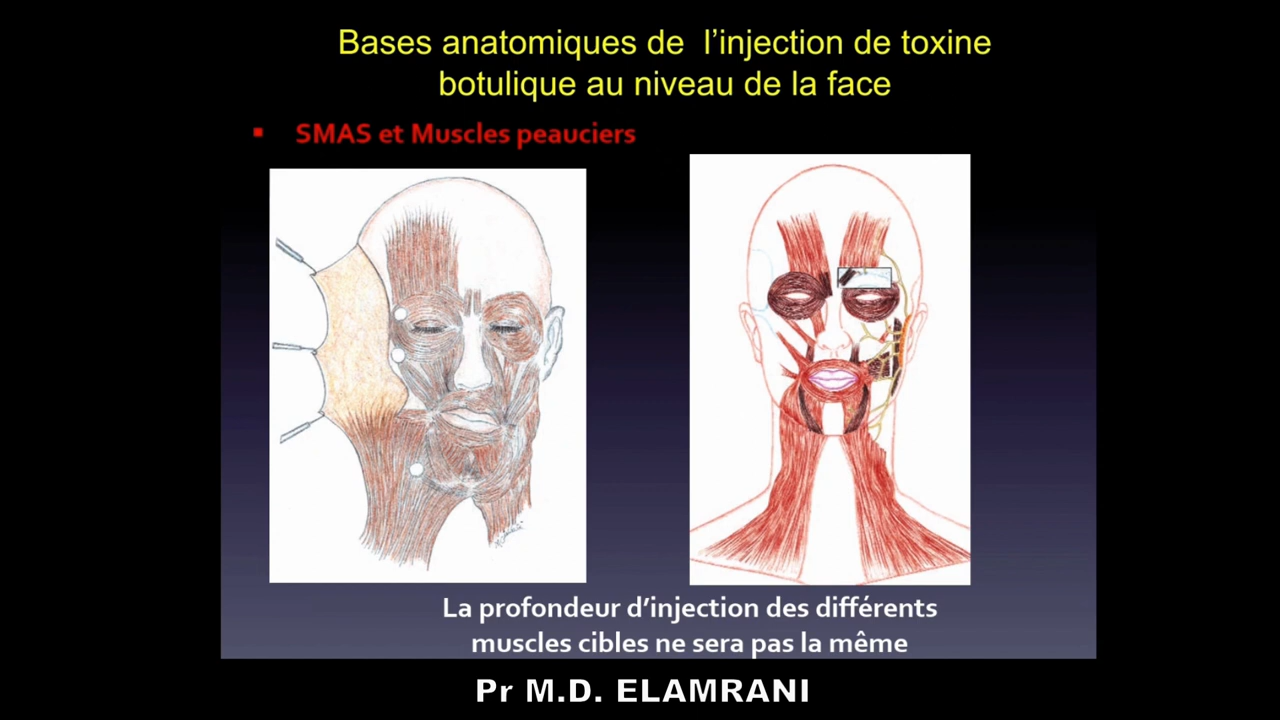 Bases anatomiques de l’injection de toxine
botulique au niveau de la face
SMAS et Muscles peauciers
La profondeur d’injection des différents
muscles cibles ne sera pas la même
Pr M.D. ELAMRANI